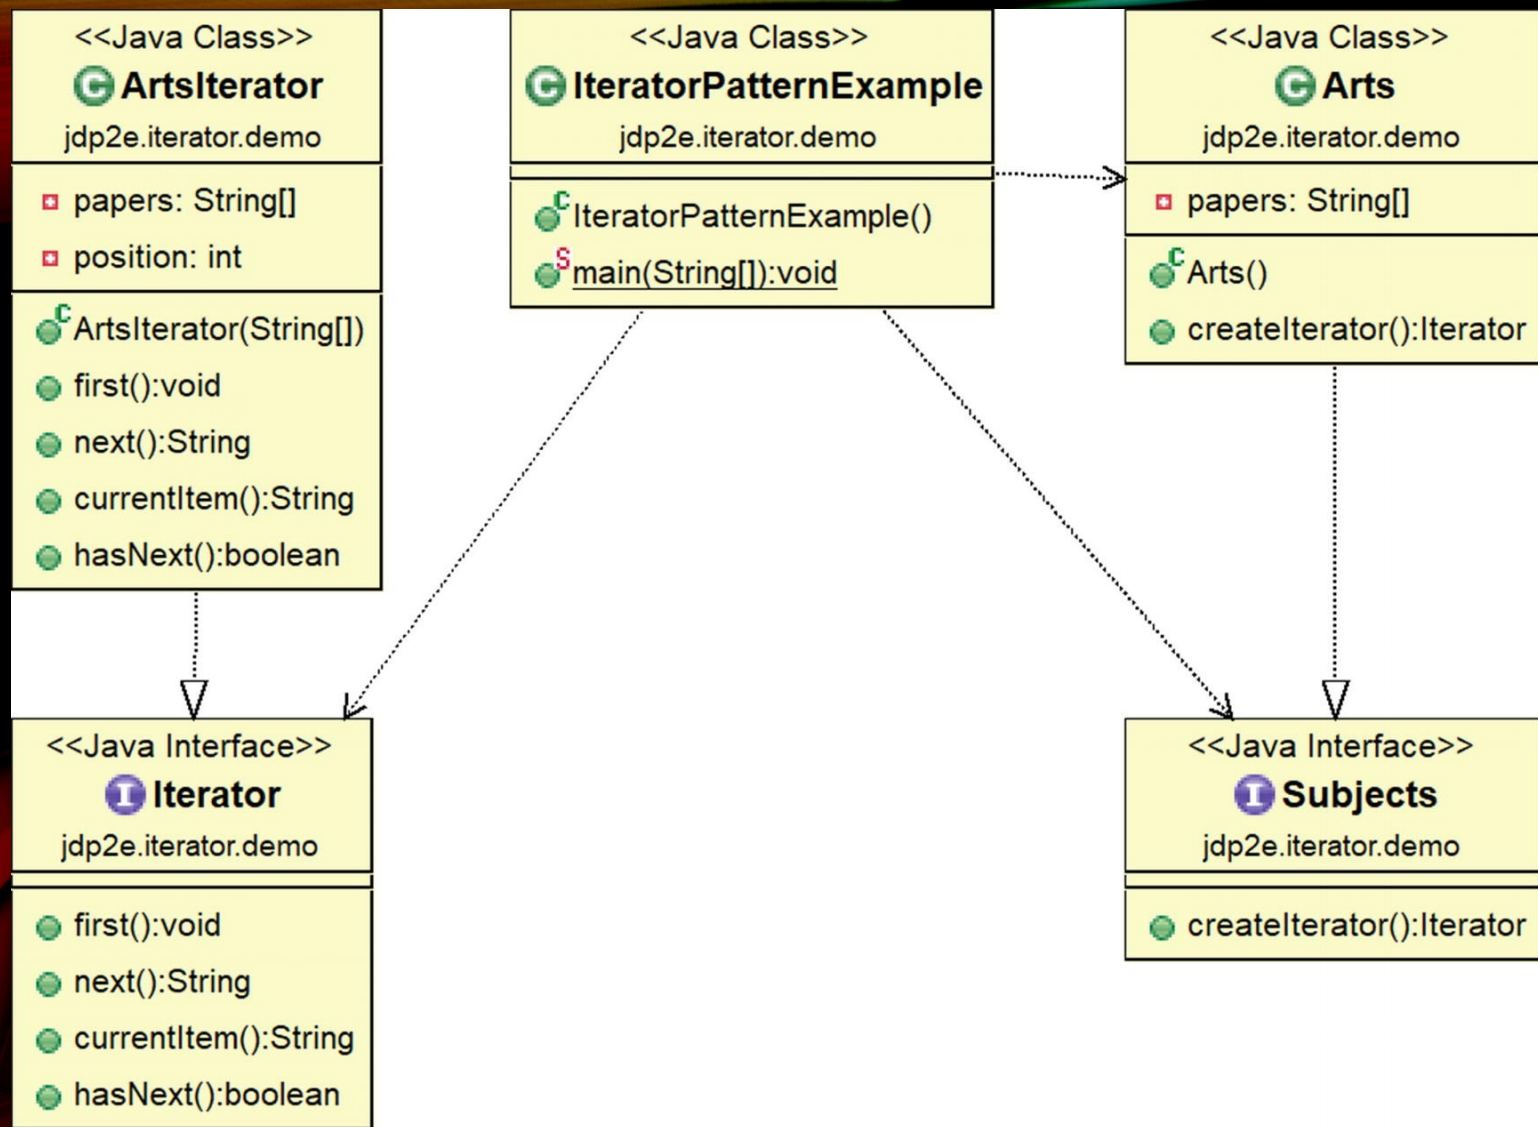 <<Java Class>>
ArtsIterator
jdp2e.iterator.demo
papers: String[]
position: int
ArtsIterator(String[])
first():void
next():String
currentItem():String
hasNext():boolean
<<Java Class>>
IteratorPatternExample
jdp2e.iterator.demo
IteratorPatternExample()
main(String[]):void
<<Java Class>>
Arts
jdp2e.iterator.demo
papers: String[]
Arts()
createIterator():Iterator
<<Java Interface>>
Iterator
jdp2e.iterator.demo
first():void
next():String
currentItem():String
hasNext():boolean
<<Java Interface>>
Subjects
jdp2e.iterator.demo
createIterator():Iterator